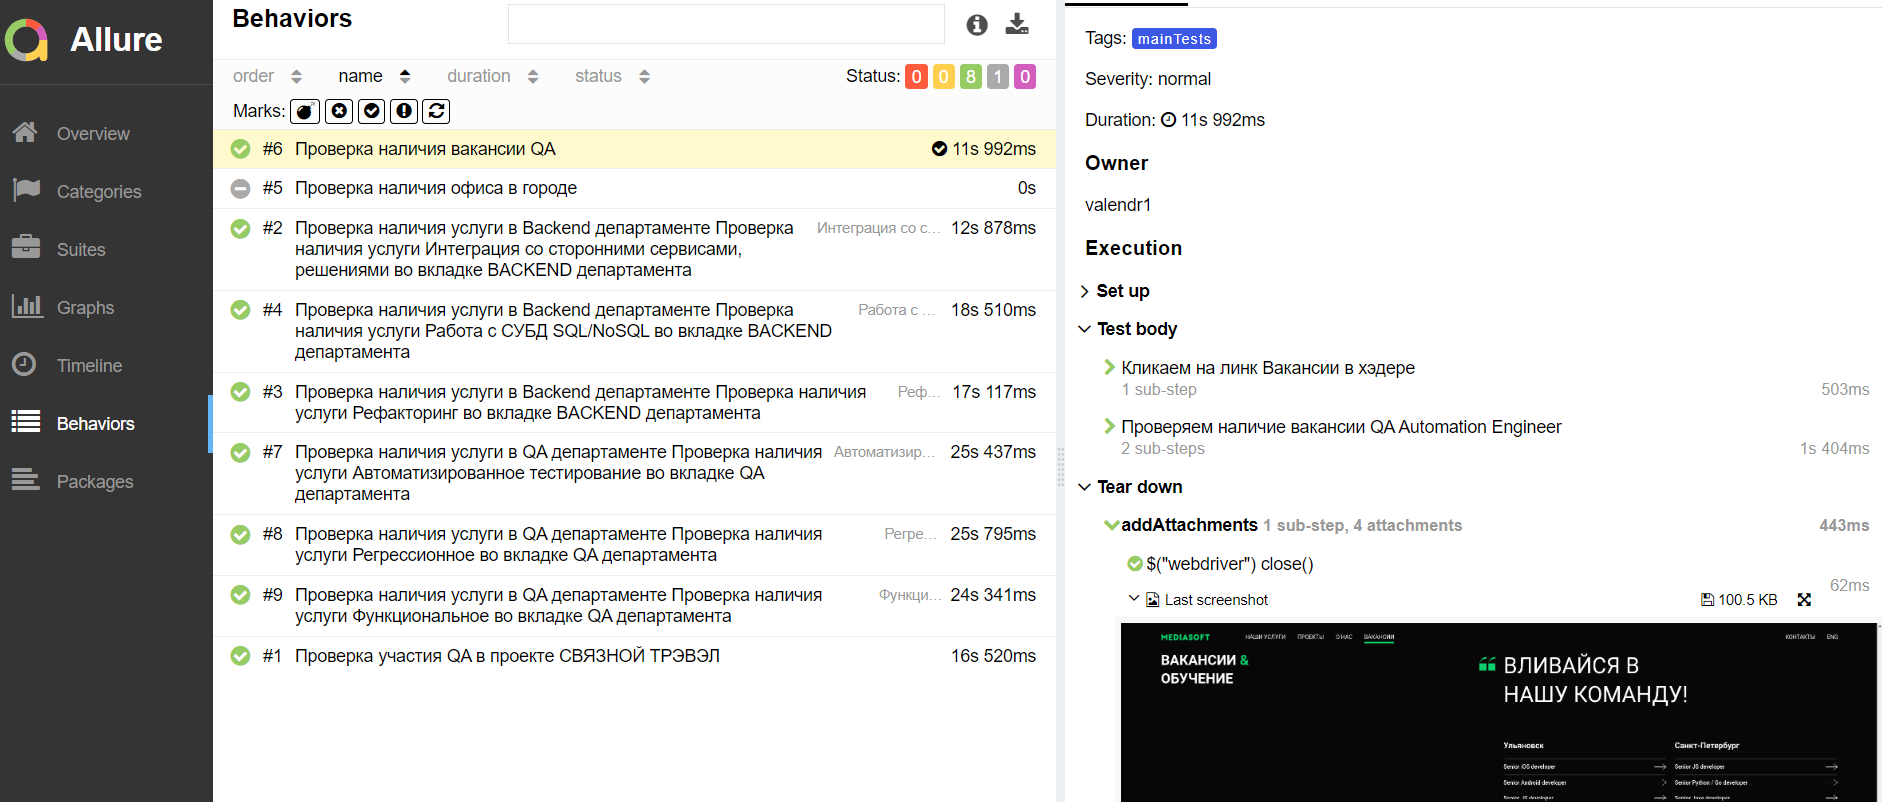 Allure
Overview
Categories
Suites
Graphs
Timeline
Behaviors
Packages
Behaviors
order name duration status Status: 0 0 8 1 0
Marks:
#6 Проверка наличия вакансии QA 11s 992ms
#5 Проверка наличия офиса в городе 0s
#2 Проверка наличия услуги в Backend департаменте Проверка Интеграция со с... 12s 878ms
наличия услуги Интеграция со сторонними сервисами,
решениями во вкладке BACKEND департамента
#4 Проверка наличия услуги в Backend департаменте Проверка Работа с ... 18s 510ms
наличия услуги Работа с СУБД SQL/NoSQL во вкладке BACKEND
департамента
#3 Проверка наличия услуги в Backend департаменте Проверка наличия Реф... 17s 117ms
услуги Рефакторинг во вкладке BACKEND департамента
#7 Проверка наличия услуги в QA департаменте Проверка наличия Автоматизир... 25s 437ms
услуги Автоматизированное тестирование во вкладке QA
департамента
#8 Проверка наличия услуги в QA департаменте Проверка наличия Регре... 25s 795ms
услуги Регрессионное во вкладке QA департамента
#9 Проверка наличия услуги в QA департаменте Проверка наличия Функци... 24s 341ms
услуги Функциональное во вкладке QA департамента
#1 Проверка участия QA в проекте СВЯЗНОЙ ТРЭВЭЛ 16s 520ms
Tags: mainTests
Severity: normal
Duration: 11s 992ms
Owner
valendr1
Execution
Set up
Test body
Кликаем на линк Вакансии в хэдере
1 sub-step 503ms
Проверяем наличие вакансии QA Automation Engineer
2 sub-steps 1s 404ms
Tear down
addAttachments 1 sub-step, 4 attachments 443ms
$("webdriver") close()
62ms
Last screenshot 100.5 KB
MEDIASOFT НАШИ УСЛУГИ ПРОЕКТЫ О НАС ВАКАНСИИ КОНТАКТЫ ENG
ВАКАНСИИ &
ОБУЧЕНИЕ
ВЛИВАЙСЯ В
НАШУ КОМАНДУ!
Ульяновск Санкт-Петербург
Senior iOS developer Senior JS developer
Senior Android developer Senior Python / Go developer
Senior JS developer Senior Java developer